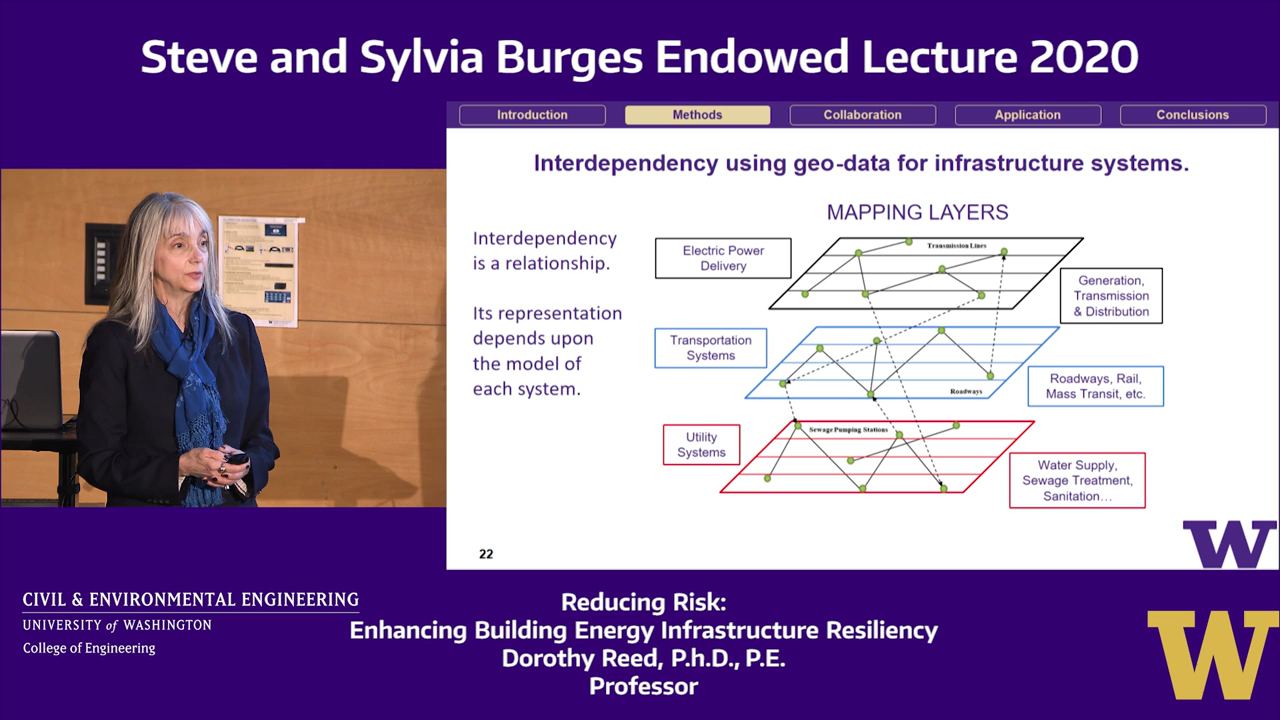 Steve and Sylvia Burges Endowed Lecture 2020
Introduction
Methods
Collaboration
Application
Conclusions
Interdependency using geo-data for infrastructure systems.
MAPPING LAYERS
Interdependency
is a relationship.
Its representation
depends upon
the model of
each system.
Electric Power
Delivery
Transmission Lines
Generation,
Transmission
& Distribution
Transportation
Systems
Roadways
Roadways, Rail,
Mass Transit, etc.
Utility
Systems
Sewage Pumping Stations
Water Supply,
Sewage Treatment,
Sanitation...
22
W
CIVIL & ENVIRONMENTAL ENGINEERING
UNIVERSITY of WASHINGTON
College of Engineering
Reducing Risk:
Enhancing Building Energy Infrastructure Resiliency
Dorothy Reed, P.h.D., P.E.
Professor
W